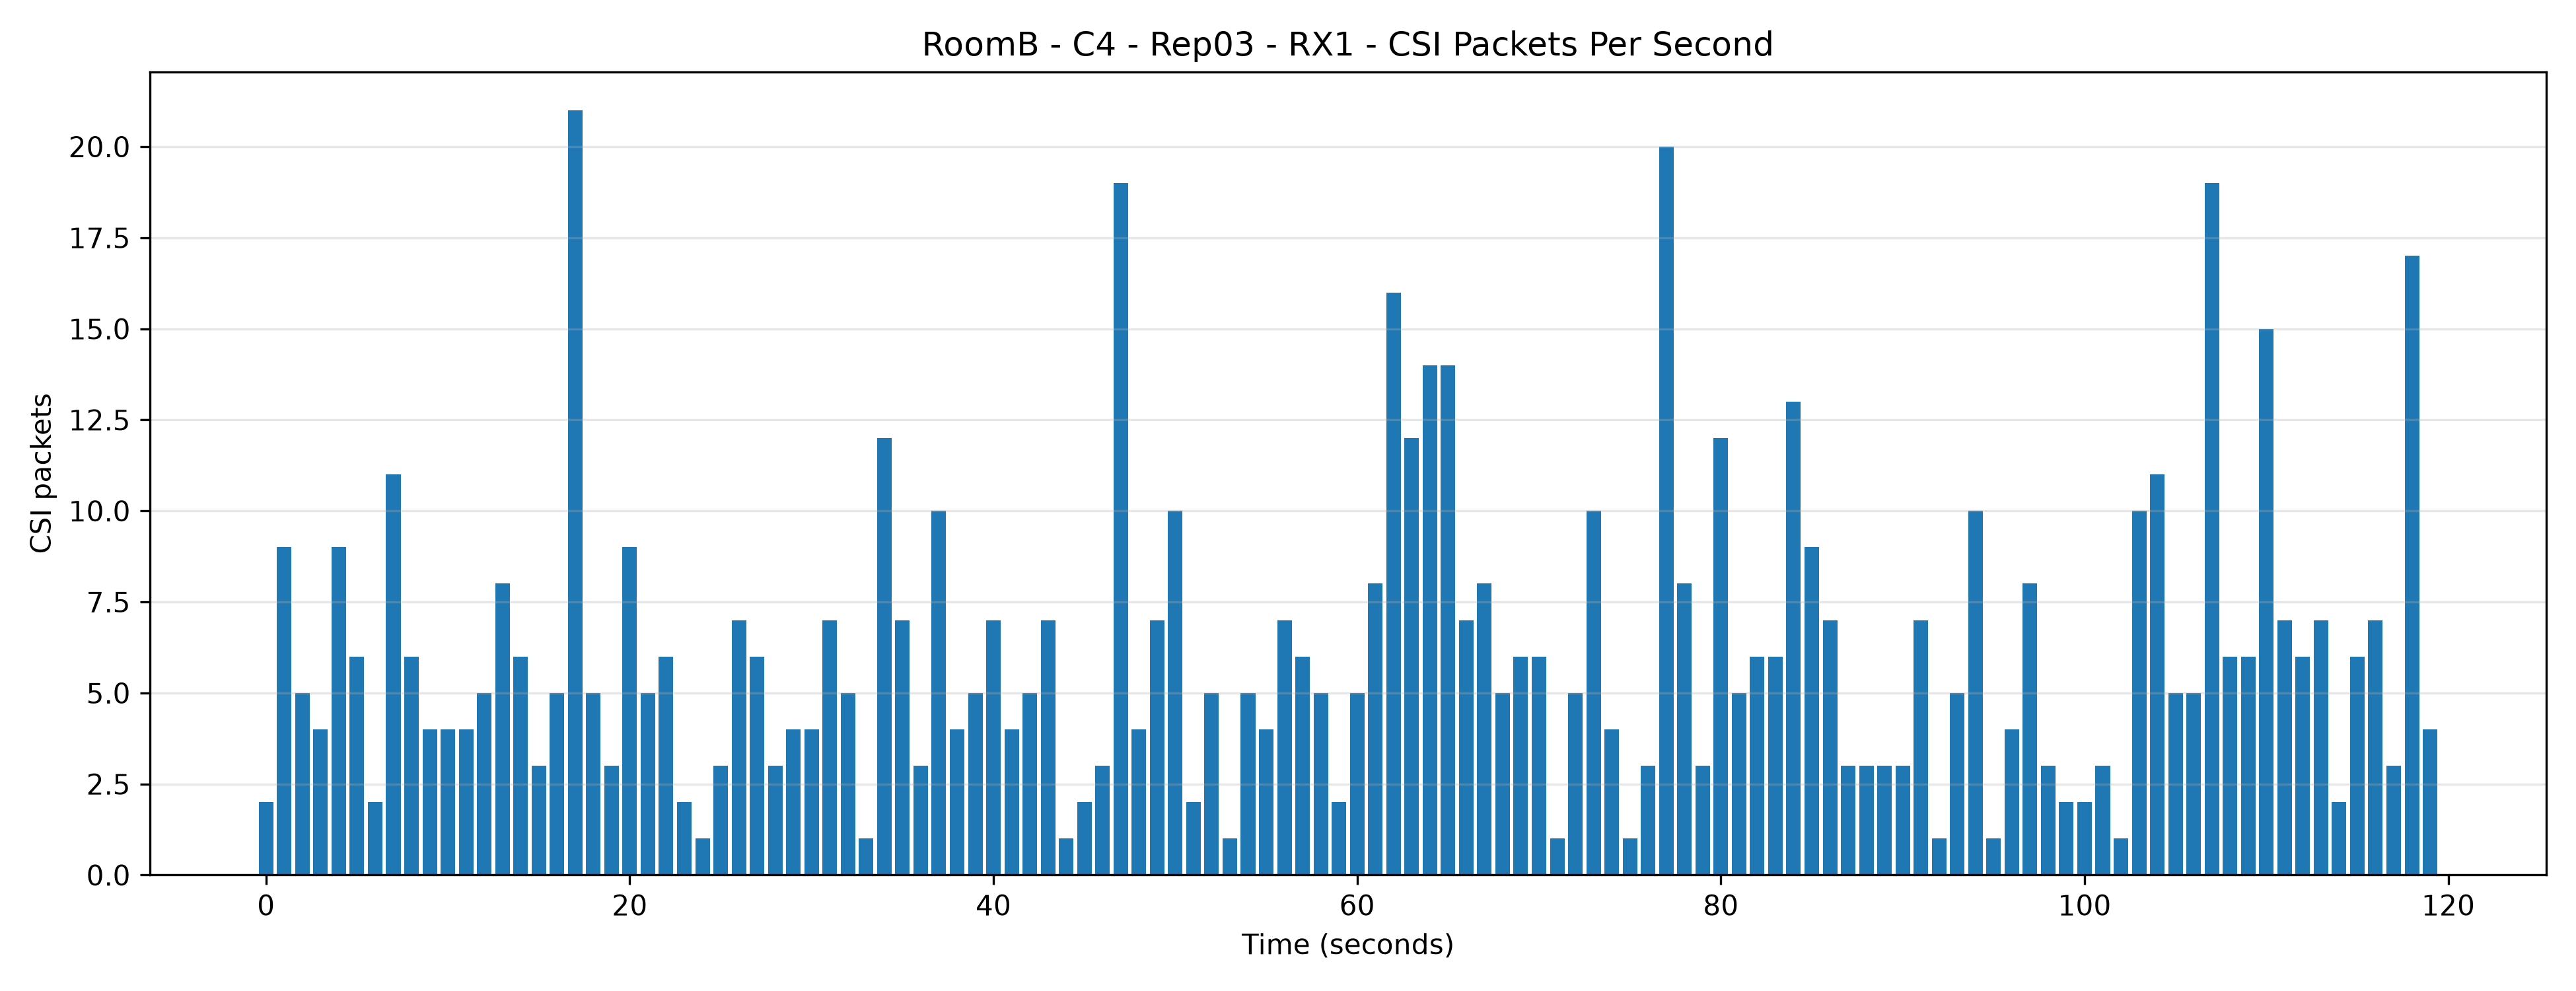 RoomB - C4 - Rep03 - RX1 - CSI Packets Per Second
20.0
17.5
15.0
12.5
10.0
7.5
5.0
2.5
0.0
CSI packets
0 20 40 60 80 100 120
Time (seconds)